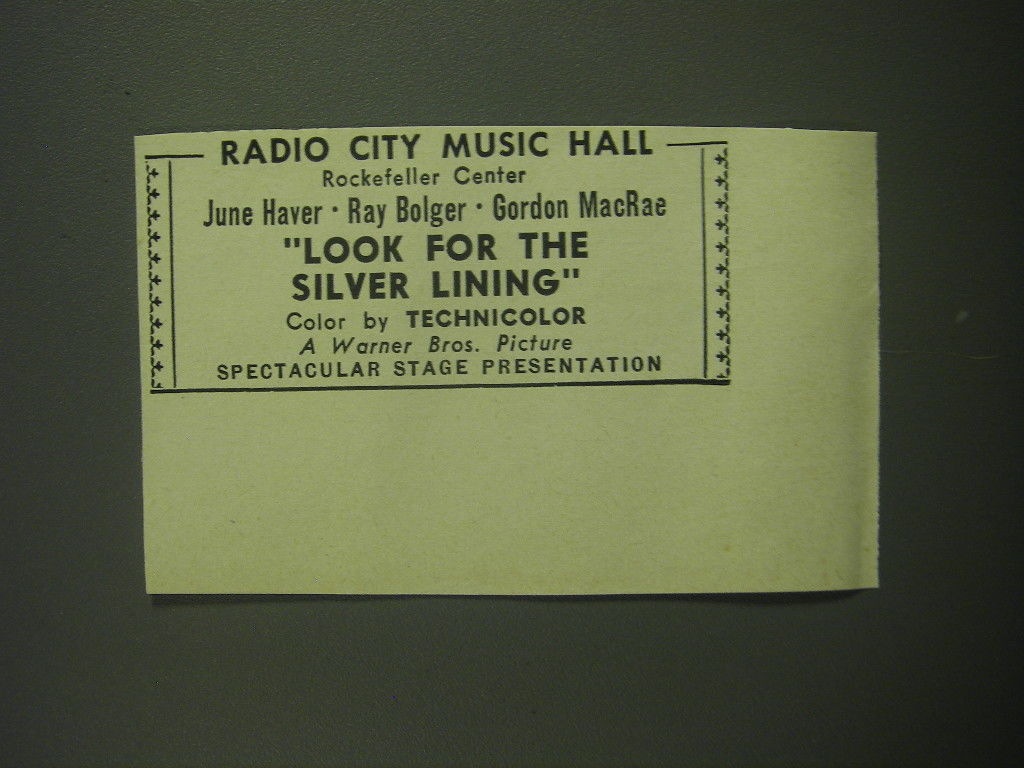 RADIO CITY MUSIC HALL
Rockefeller Center
June Haver · Ray Bolger · Gordon MacRae
"LOOK FOR THE
SILVER LINING"
Color by TECHNICOLOR
A Warner Bros. Picture
SPECTACULAR STAGE PRESENTATION